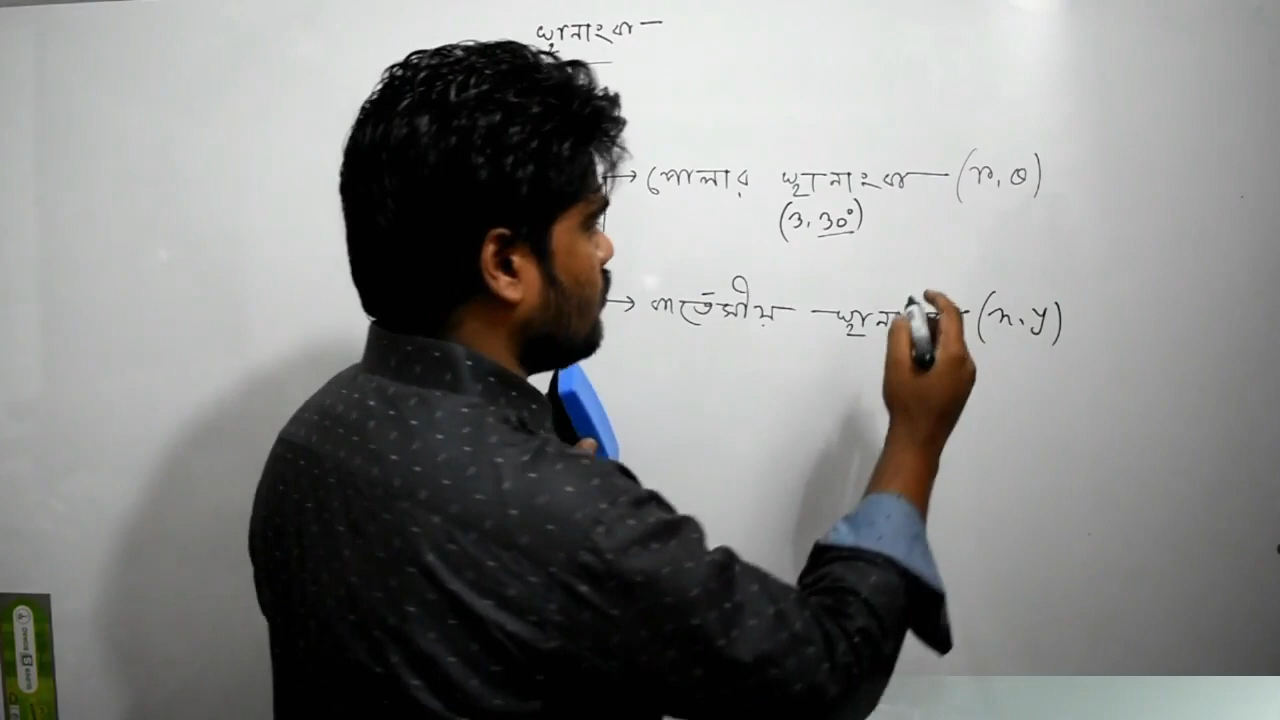 স্থানাংক
→ পোলার স্থানাংক – (r, θ)
(3, 30°)
→ কার্তেসীয় – স্থানাংক – (x, y)